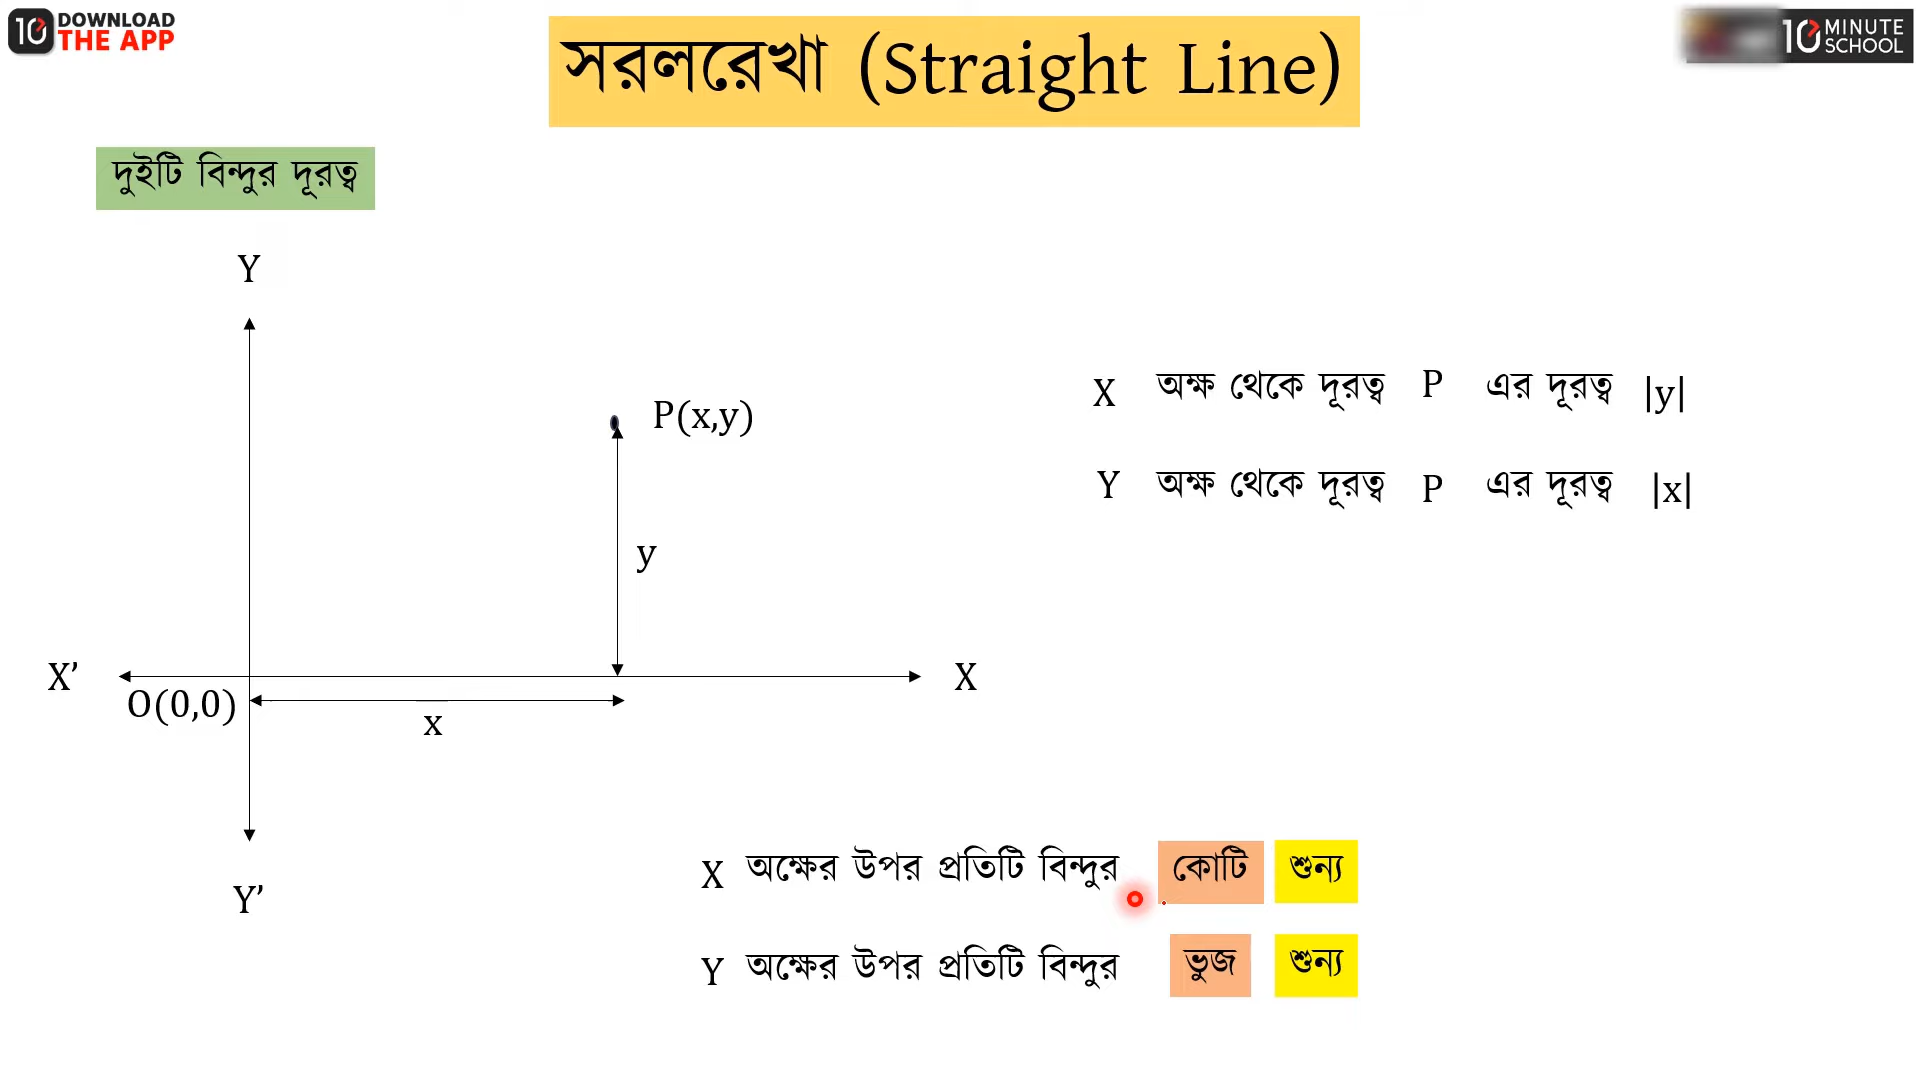 10 DOWNLOAD THE APP
10 MINUTE SCHOOL
সরলরেখা (Straight Line)
দুইটি বিন্দুর দূরত্ব
Y
P(x,y)
X অক্ষ থেকে দূরত্ব P এর দূরত্ব |y|
Y অক্ষ থেকে দূরত্ব P এর দূরত্ব |x|
y
X’
X
O(0,0)
x
Y’
X অক্ষের উপর প্রতিটি বিন্দুর কোটি শুন্য
Y অক্ষের উপর প্রতিটি বিন্দুর ভুজ শুন্য